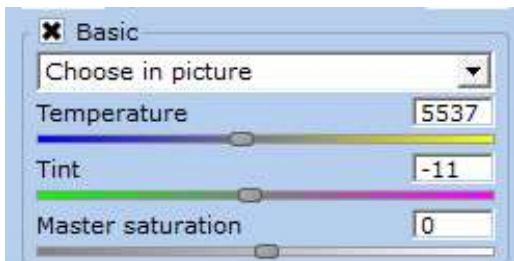 Basic
Choose in picture
Temperature 5537
Tint -11
Master saturation 0